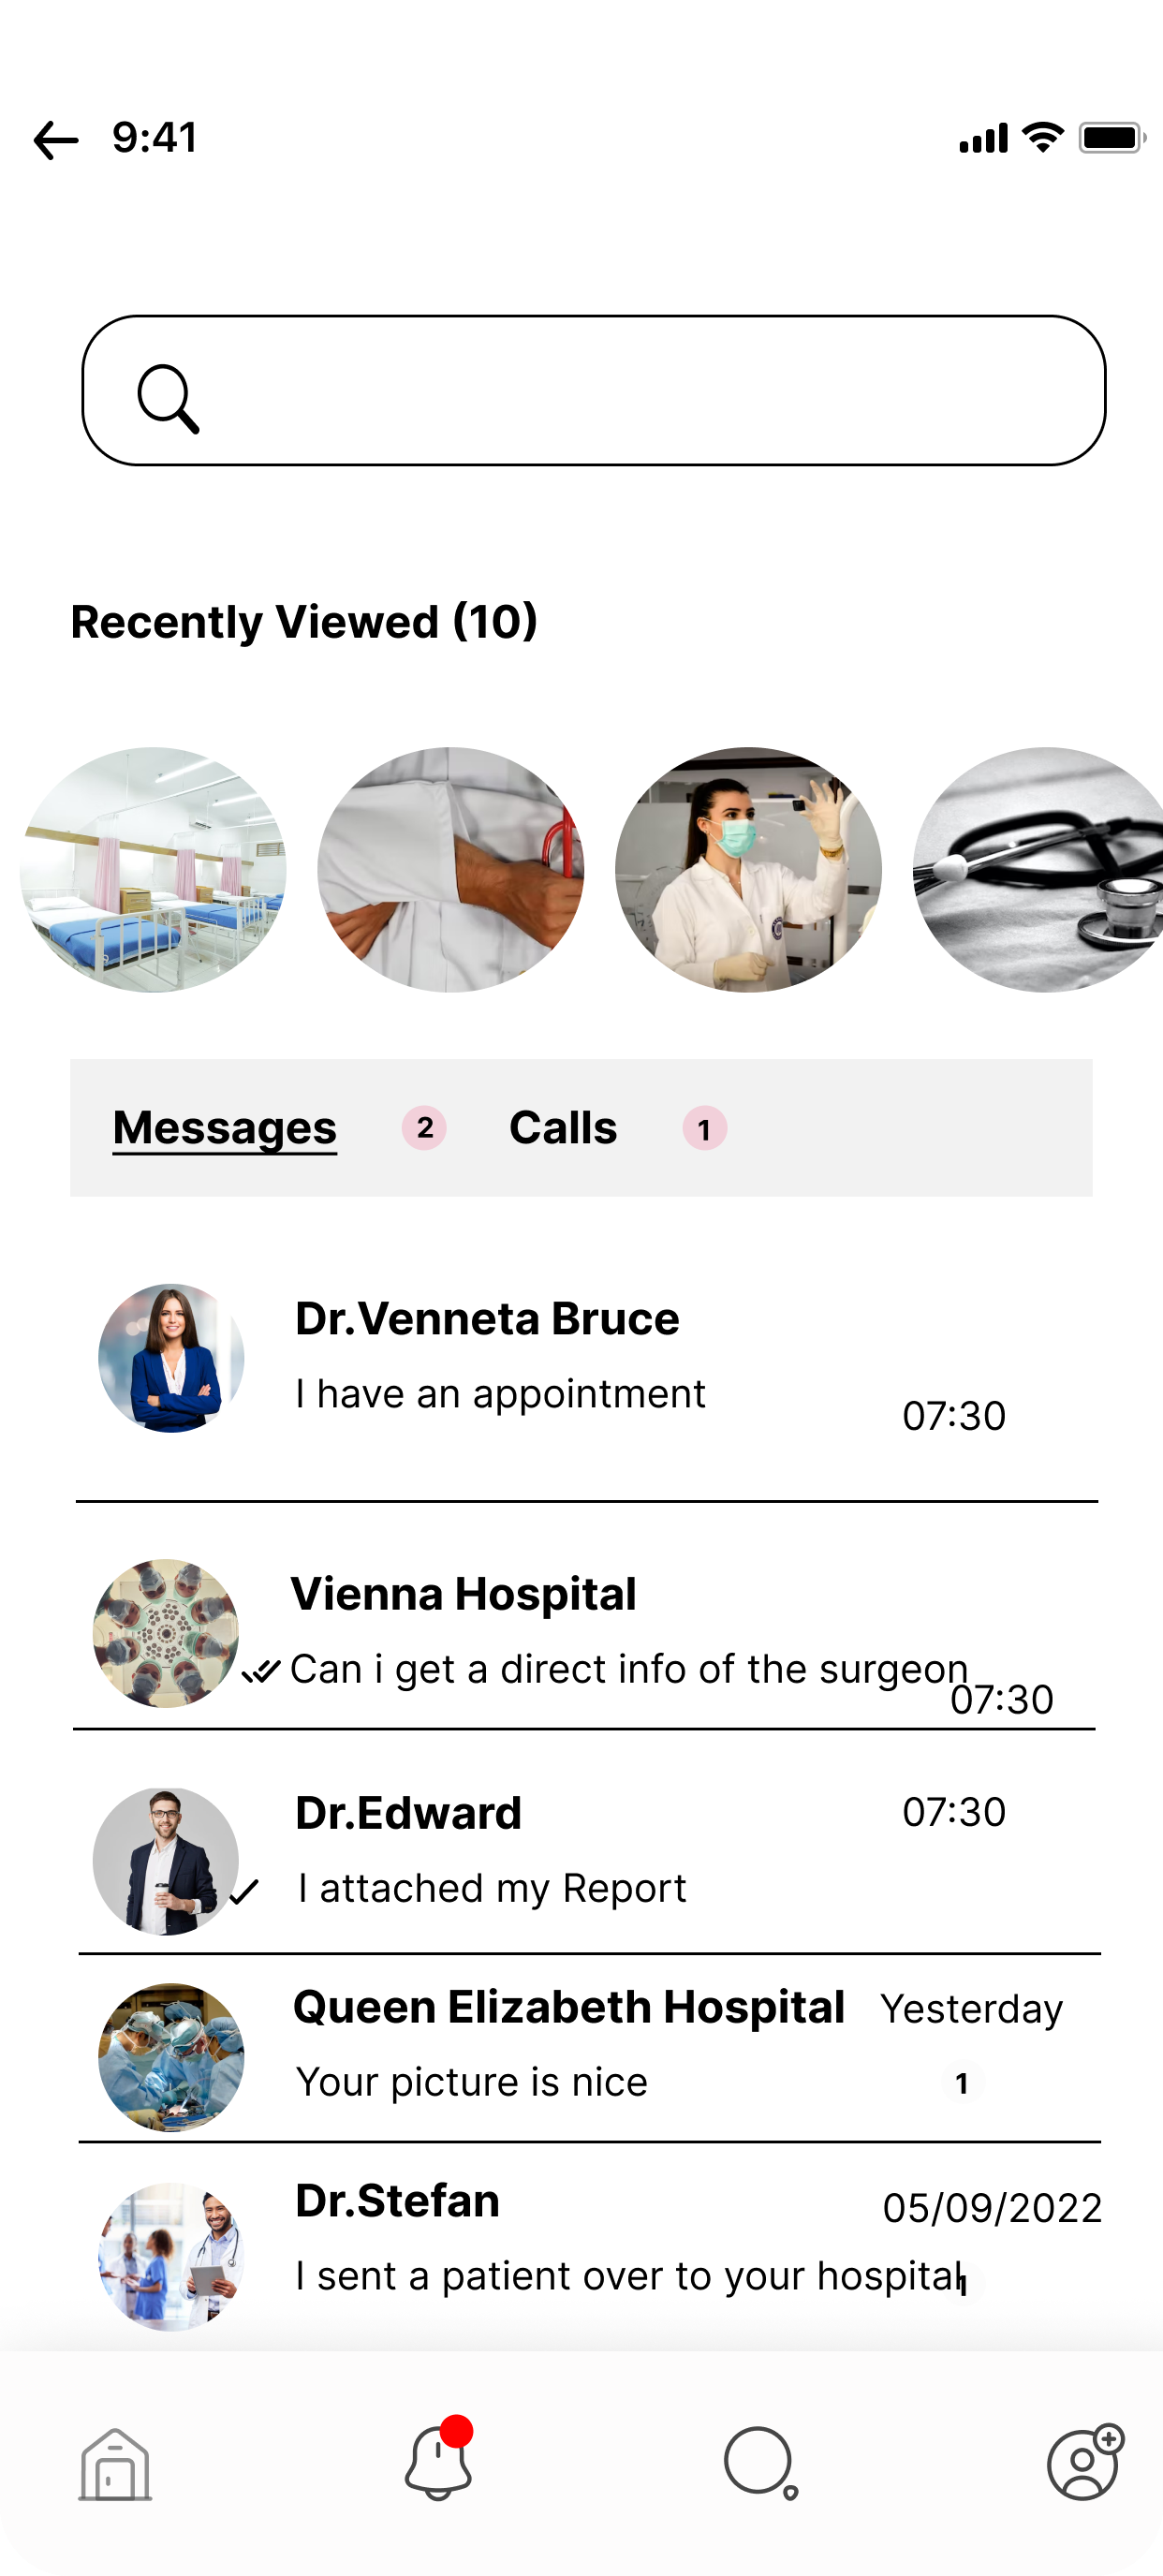 9:41
Recently Viewed (10)
Messages 2 Calls 1
Dr.Venneta Bruce
I have an appointment
07:30
Vienna Hospital
Can i get a direct info of the surgeon
07:30
Dr.Edward 07:30
I attached my Report
Queen Elizabeth Hospital Yesterday
Your picture is nice 1
Dr.Stefan 05/09/2022
I sent a patient over to your hospital 1